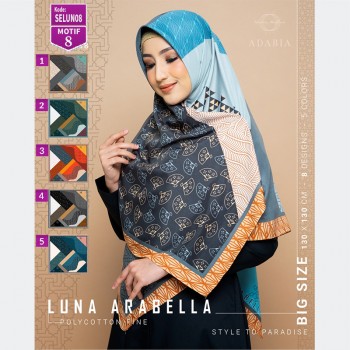 Kode:
SELUN08
MOTIF
8
ADARIA
1
2
3
4
5
BIG SIZE
130 X 130 CM – 8 DESIGNS – 5 COLORS
LUNA ARABELLA
POLYCOTTON FINE
STYLE TO PARADISE